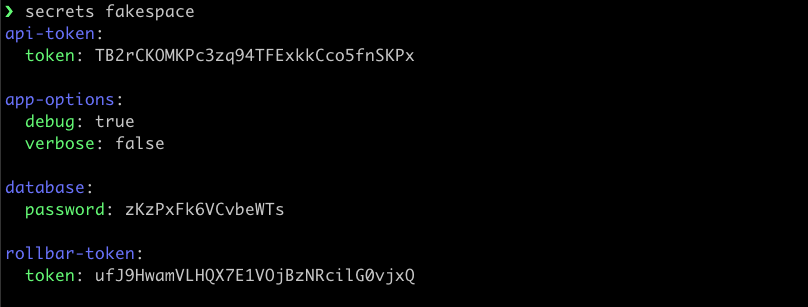 ❯ secrets fakespace
api-token:
  token: TB2rCKOMKPc3zq94TFExkkCco5fnSKPx
app-options:
  debug: true
  verbose: false
database:
  password: zKzPxFk6VCvbeWTs
rollbar-token:
  token: ufJ9HwamVLHQX7E1VOjBzNRcilG0vjxQ